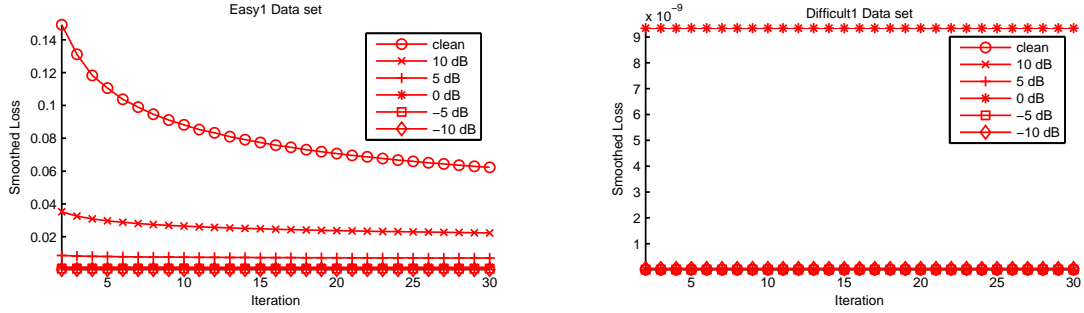 Easy1 Data set
0.14
0.12
0.1
0.08
0.06
0.04
0.02
Smoothed Loss
5 10 15 20 25 30
Iteration
clean
10 dB
5 dB
0 dB
−5 dB
−10 dB
Difficult1 Data set
x 10⁻⁹
9
8
7
6
5
4
3
2
1
Smoothed Loss
5 10 15 20 25 30
Iteration
clean
10 dB
5 dB
0 dB
−5 dB
−10 dB